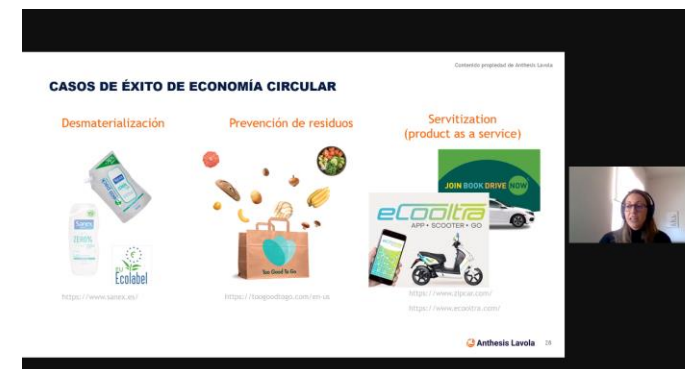 Contenido propiedad de Anthesis Lavola
CASOS DE ÉXITO DE ECONOMÍA CIRCULAR
Desmaterialización
Prevención de residuos
Servitization
(product as a service)
JOIN BOOK DRIVE NOW
eCooltra
APP • SCOOTER • GO
Sanex
ZERO%
EU
Ecolabel
Too Good To Go
https://www.sanex.es/
https://toogoodtogo.com/en-us
https://www.zipcar.com/
https://www.ecooltra.com/
Anthesis Lavola
28